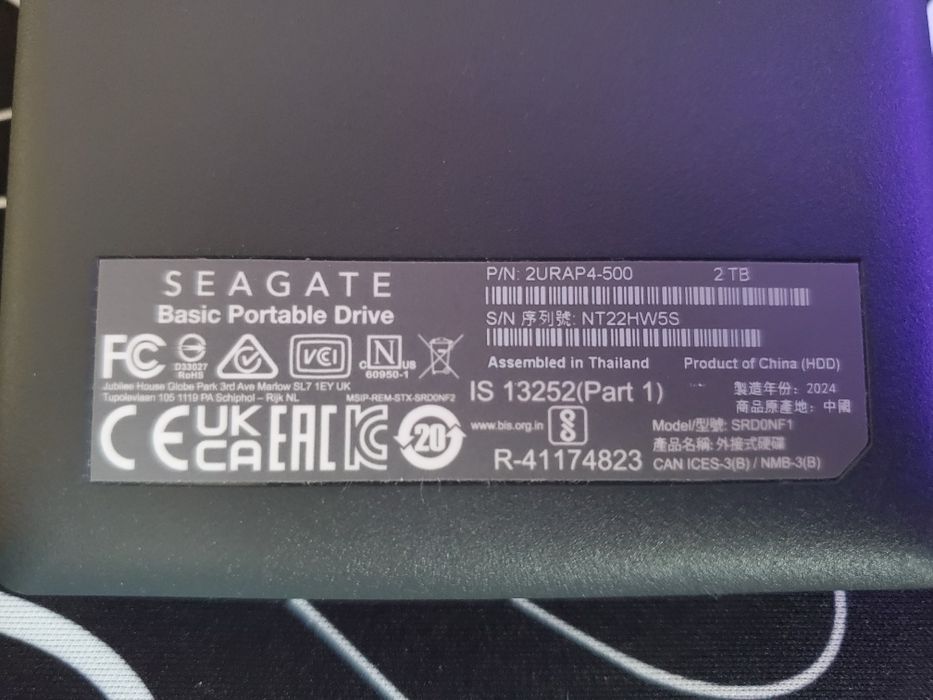 SEAGATE
Basic Portable Drive
FC
D33027
RoHS
VCI
N
C US
60950-1
Jubilee House Globe Park 3rd Ave Marlow SL7 1EY UK
Tupolevlaan 105 1119 PA Schiphol – Rijk NL
MSIP-REM-STX-SRD0NF2
CE UK CA EAC KC 20
P/N: 2URAP4-500 2 TB
S/N 序列號: NT22HW5S
Assembled in Thailand Product of China (HDD)
IS 13252(Part 1)
www.bis.org.in
R-41174823
製造年份: 2024
商品原產地: 中國
Model/型號: SRD0NF1
產品名稱: 外接式硬碟
CAN ICES-3(B) / NMB-3(B)